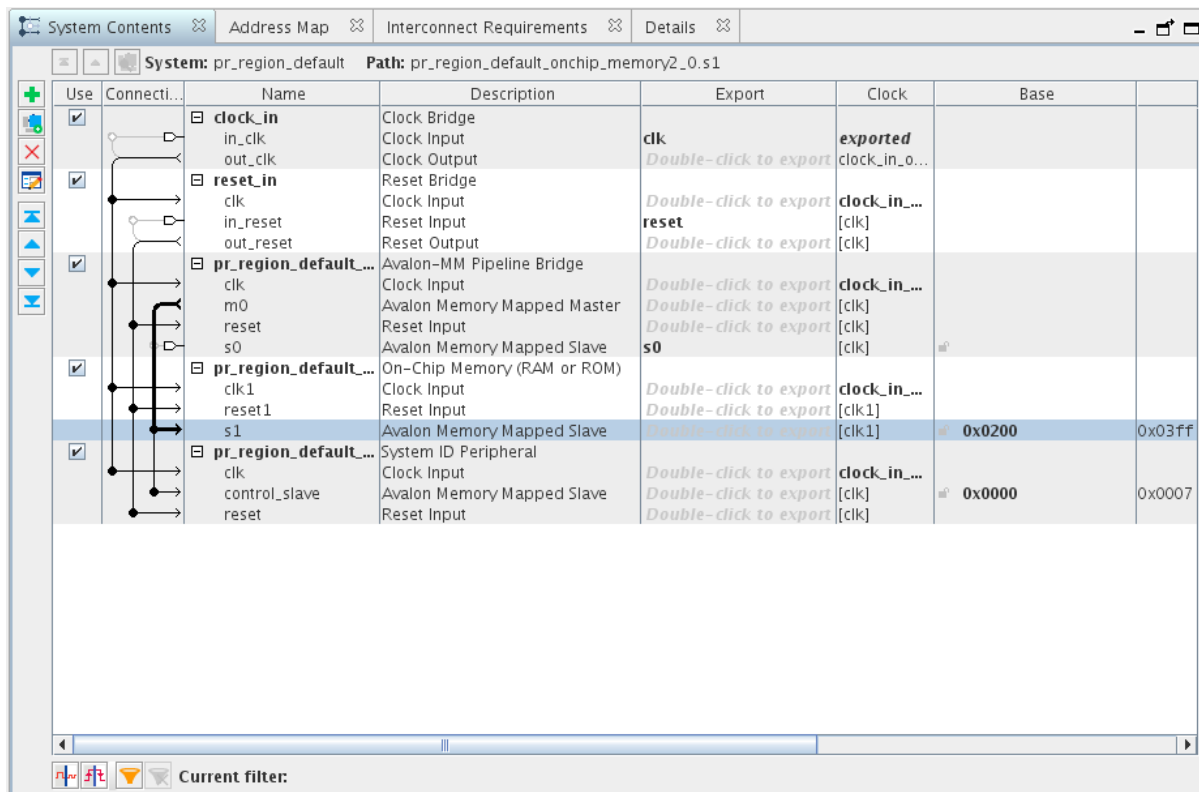 System Contents Address Map Interconnect Requirements Details
System: pr_region_default Path: pr_region_default_onchip_memory2_0.s1
Use Connecti... Name Description Export Clock Base
clock_in Clock Bridge
in_clk Clock Input clk exported
out_clk Clock Output Double-click to export clock_in_o...
reset_in Reset Bridge
clk Clock Input Double-click to export clock_in_...
in_reset Reset Input reset [clk]
out_reset Reset Output Double-click to export [clk]
pr_region_default_... Avalon-MM Pipeline Bridge
clk Clock Input Double-click to export clock_in_...
m0 Avalon Memory Mapped Master Double-click to export [clk]
reset Reset Input Double-click to export [clk]
s0 Avalon Memory Mapped Slave s0 [clk]
pr_region_default_... On-Chip Memory (RAM or ROM)
clk1 Clock Input Double-click to export clock_in_...
reset1 Reset Input Double-click to export [clk1]
s1 Avalon Memory Mapped Slave Double-click to export [clk1] 0x0200 0x03ff
pr_region_default_... System ID Peripheral
clk Clock Input Double-click to export clock_in_...
control_slave Avalon Memory Mapped Slave Double-click to export [clk] 0x0000 0x0007
reset Reset Input Double-click to export [clk]
Current filter: